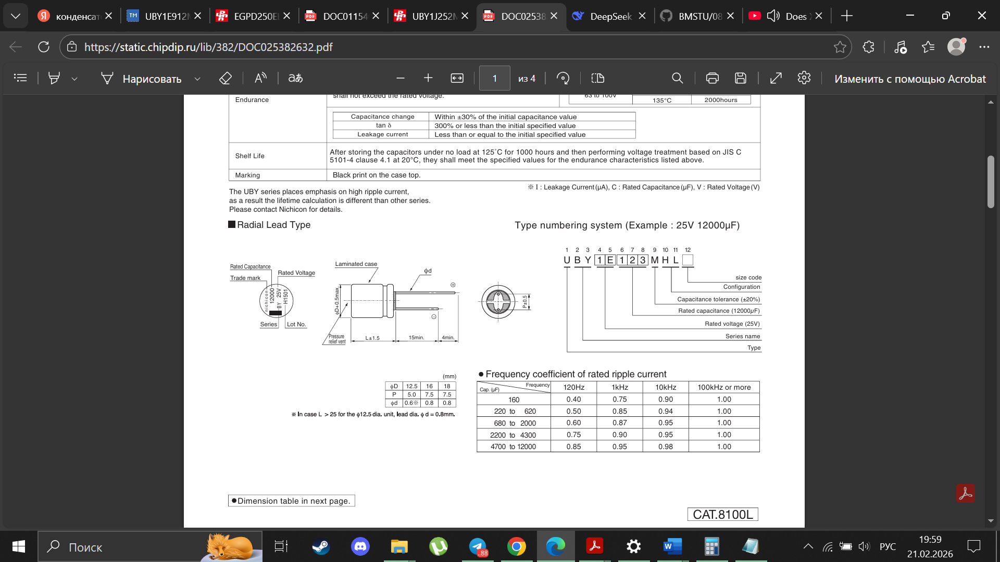 конденсат
UBY1E912M
EGPD250E
DOC01154
UBY1J252M
DOC02538
DeepSeek
BMSTU/08
Does
https://static.chipdip.ru/lib/382/DOC025382632.pdf
Нарисовать
aあ
1 из 4
Изменить с помощью Acrobat
Endurance
shall not exceed the rated voltage.
63 to 100V
135°C 2000hours
Capacitance change Within ±30% of the initial capacitance value
tan δ 300% or less than the initial specified value
Leakage current Less than or equal to the initial specified value
Shelf Life
After storing the capacitors under no load at 125°C for 1000 hours and then performing voltage treatment based on JIS C
5101-4 clause 4.1 at 20°C, they shall meet the specified values for the endurance characteristics listed above.
Marking Black print on the case top.
※ I : Leakage Current (µA), C : Rated Capacitance (µF), V : Rated Voltage (V)
The UBY series places emphasis on high ripple current,
as a result the lifetime calculation is different than other series.
Please contact Nichicon for details.
■ Radial Lead Type
Rated Capacitance
Trade mark
Rated Voltage
nichicon
12000
BY 25V
H1501
Series
Lot No.
Laminated case
ϕd
ϕD+0.5max.
Pressure
relief vent
L±1.5
15min.
4min.
P±0.5
Type numbering system (Example : 25V 12000µF)
1 2 3 4 5 6 7 8 9 10 11 12
U B Y 1 E 1 2 3 M H L
size code
Configuration
Capacitance tolerance (±20%)
Rated capacitance (12000µF)
Rated voltage (25V)
Series name
Type
(mm)
ϕD 12.5 16 18
P 5.0 7.5 7.5
ϕd 0.6※ 0.8 0.8
※ In case L > 25 for the ϕ12.5 dia. unit, lead dia. ϕ d = 0.8mm.
● Frequency coefficient of rated ripple current
Cap. (µF) Frequency 120Hz 1kHz 10kHz 100kHz or more
160 0.40 0.75 0.90 1.00
220 to 620 0.50 0.85 0.94 1.00
680 to 2000 0.60 0.87 0.95 1.00
2200 to 4300 0.75 0.90 0.95 1.00
4700 to 12000 0.85 0.95 0.98 1.00
● Dimension table in next page.
CAT.8100L
Поиск
88
РУС
19:59
21.02.2026